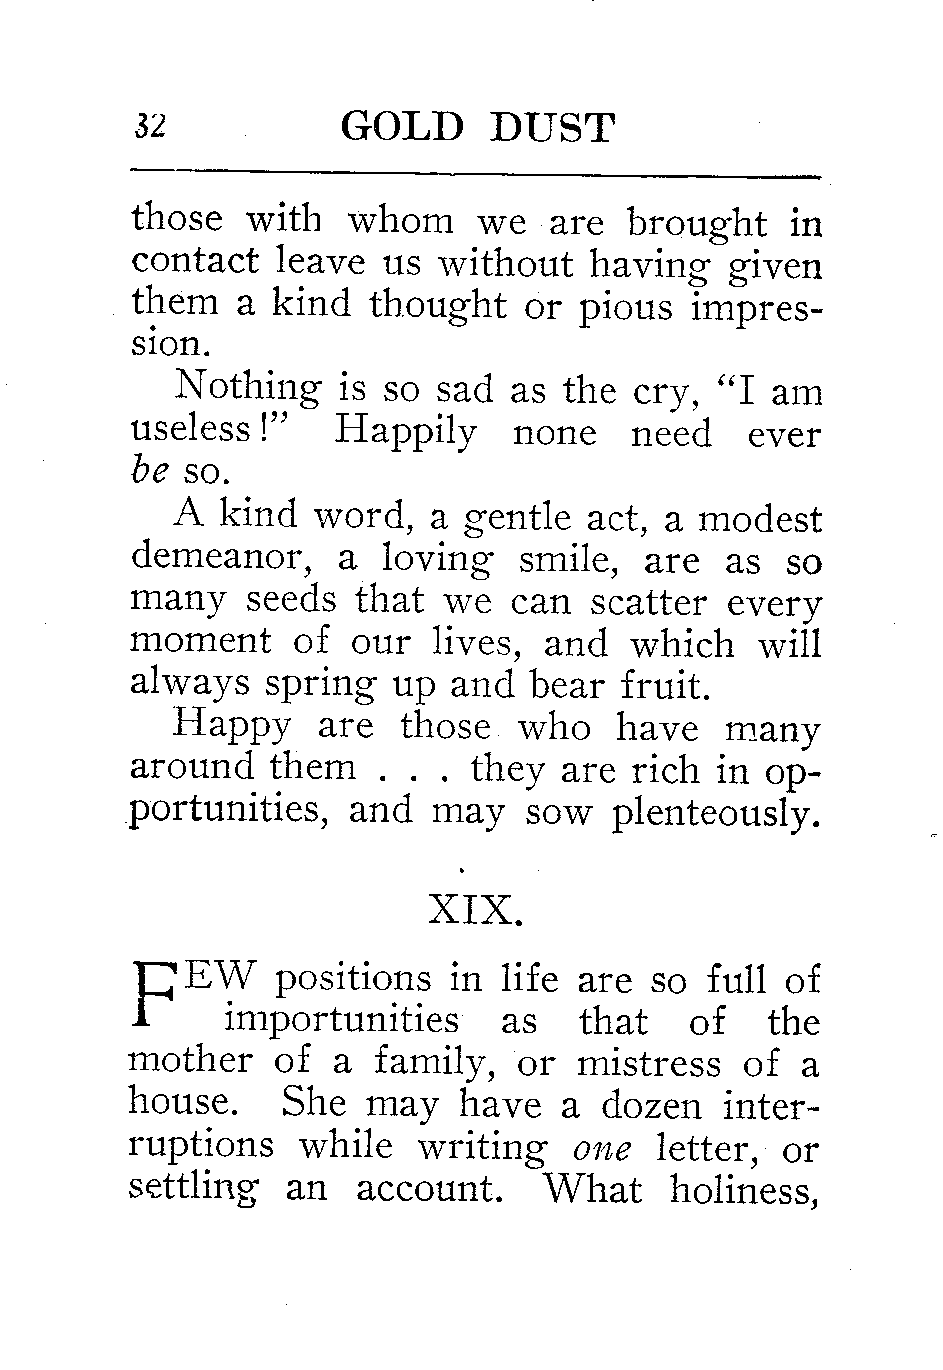 32 GOLD DUST
those with whom we are brought in
contact leave us without having given
them a kind thought or pious impres-
sion.
Nothing is so sad as the cry, “I am
useless!” Happily none need ever
be so.
A kind word, a gentle act, a modest
demeanor, a loving smile, are as so
many seeds that we can scatter every
moment of our lives, and which will
always spring up and bear fruit.
Happy are those who have many
around them . . . they are rich in op-
portunities, and may sow plenteously.
XIX.
FEW positions in life are so full of
importunities as that of the
mother of a family, or mistress of a
house. She may have a dozen inter-
ruptions while writing one letter, or
settling an account. What holiness,